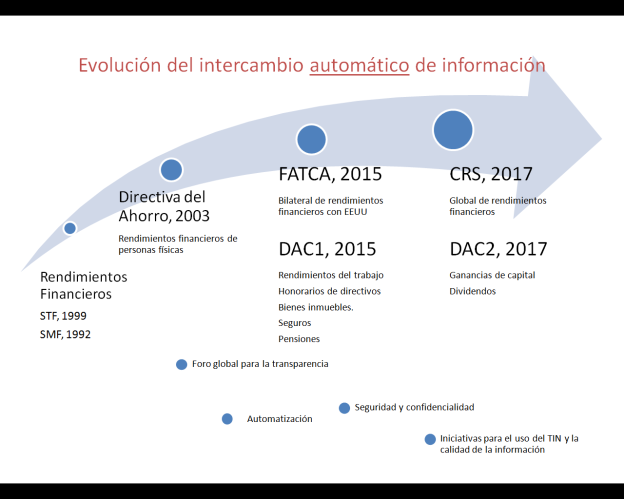 Evolución del intercambio automático de información
Rendimientos
Financieros
STF, 1999
SMF, 1992
Directiva del
Ahorro, 2003
Rendimientos financieros de
personas físicas
FATCA, 2015
Bilateral de rendimientos
financieros con EEUU
DAC1, 2015
Rendimientos del trabajo
Honorarios de directivos
Bienes inmuebles.
Seguros
Pensiones
CRS, 2017
Global de rendimientos
financieros
DAC2, 2017
Ganancias de capital
Dividendos
Foro global para la transparencia
Automatización
Seguridad y confidencialidad
Iniciativas para el uso del TIN y la
calidad de la información